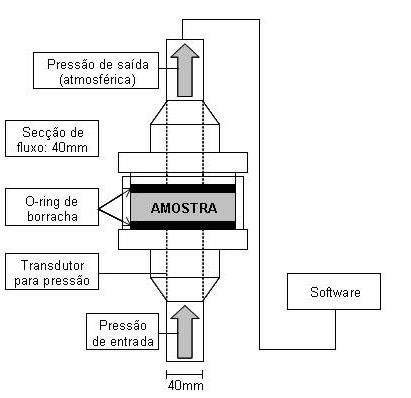 Pressão de saída
(atmosférica)
Secção de
fluxo: 40mm
O-ring de
borracha
AMOSTRA
Transdutor
para pressão
Software
Pressão
de entrada
40mm